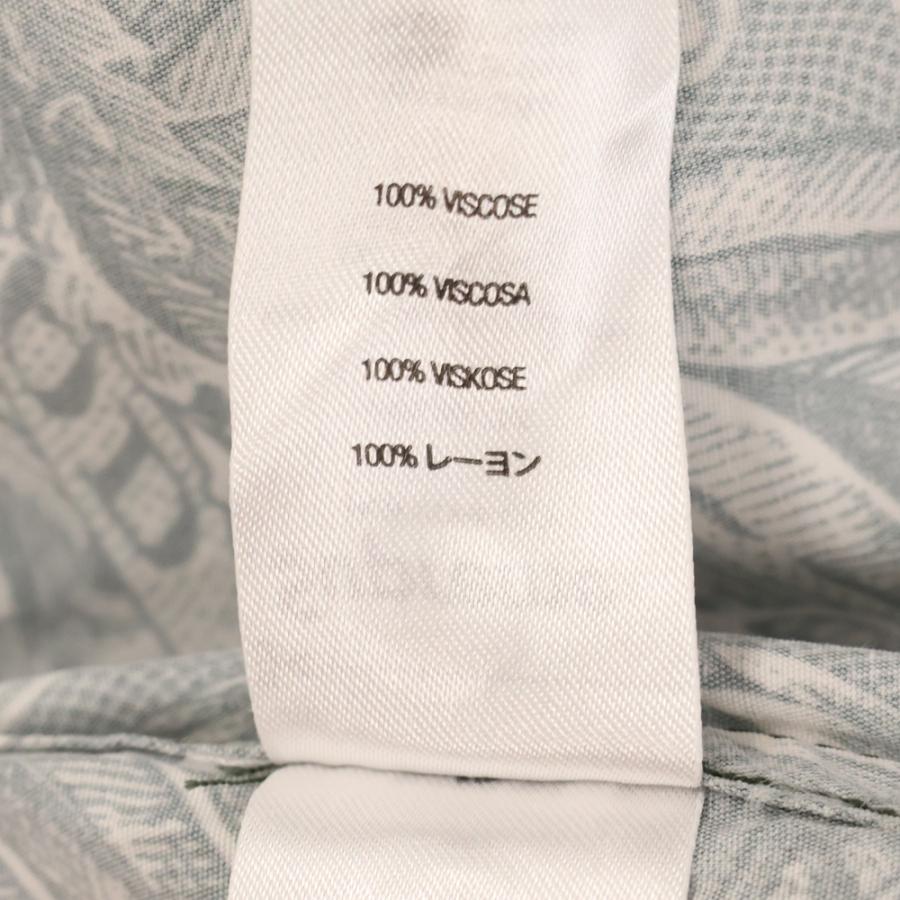 100% VISCOSE
100% VISCOSA
100% VISKOSE
100% レーヨン